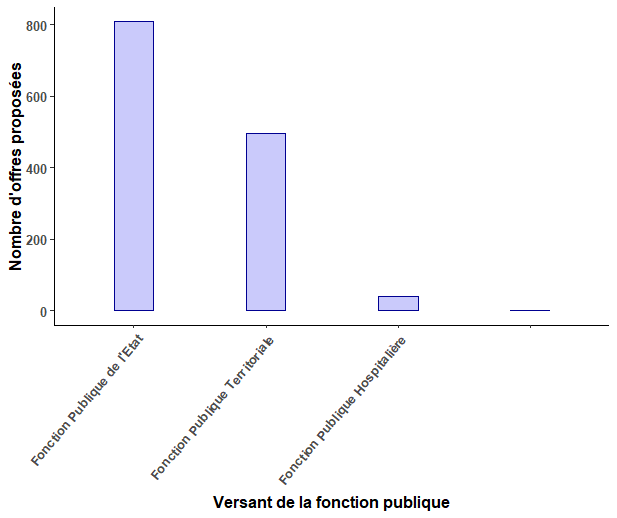 Nombre d'offres proposées
800
600
400
200
0
Fonction Publique de l'Etat
Fonction Publique Territoriale
Fonction Publique Hospitalière
Versant de la fonction publique